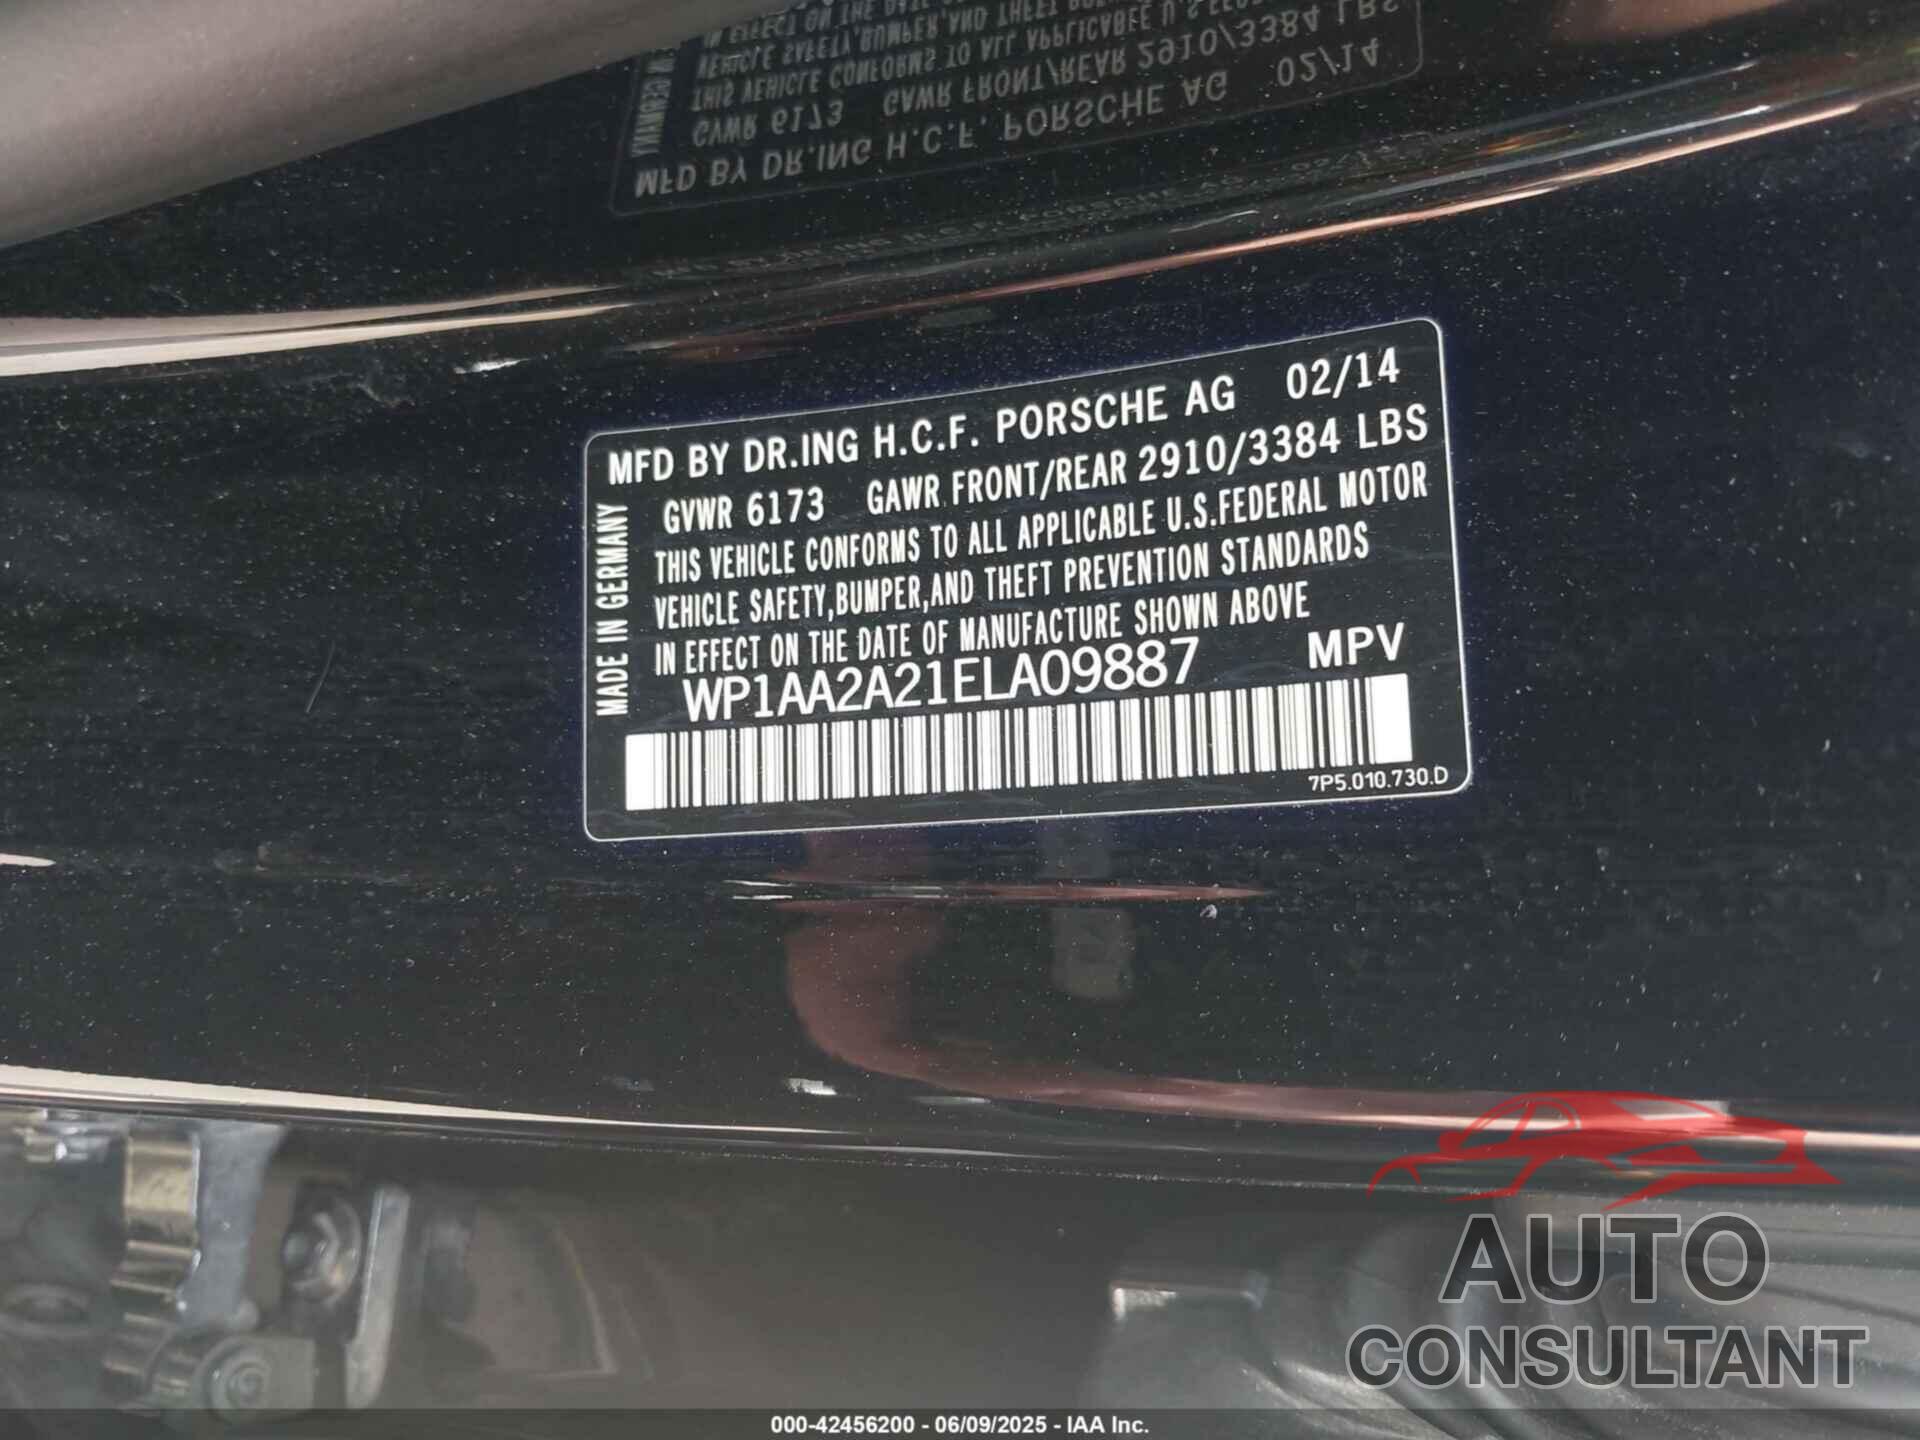 MFD BY DR.ING H.C.F. PORSCHE AG 02/14
GVWR 6173 GAWR FRONT/REAR 2910/3384 LBS
THIS VEHICLE CONFORMS TO ALL APPLICABLE U.S.FEDERAL MOTOR
VEHICLE SAFETY,BUMPER,AND THEFT PREVENTION STANDARDS
IN EFFECT ON THE DATE OF MANUFACTURE SHOWN ABOVE
WP1AA2A21ELA09887 MPV
7P5.010.730.D
MADE IN GERMANY
AUTO
CONSULTANT
000-42456200 - 06/09/2025 - IAA Inc.